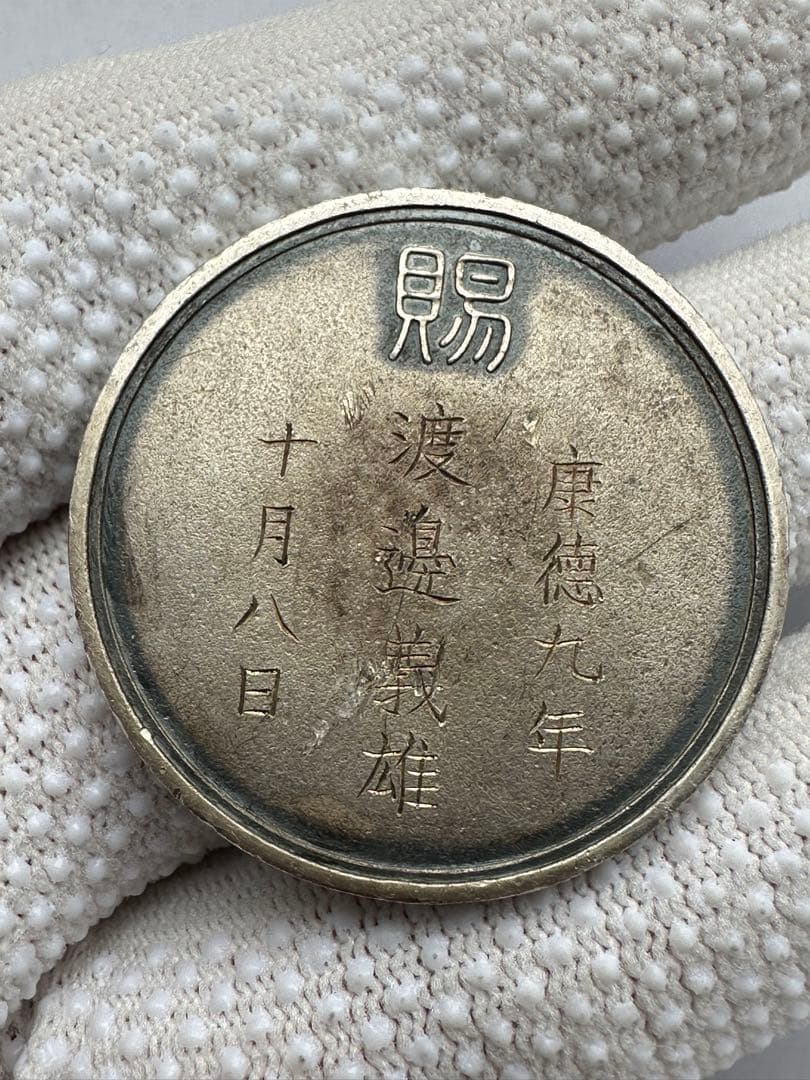 賜
康德九年
渡邉義雄
十月八日